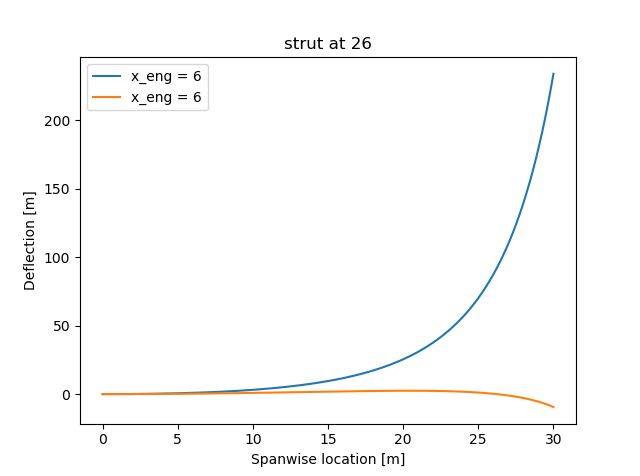 strut at 26
x_eng = 6
x_eng = 6
Deflection [m]
200
150
100
50
0
0 5 10 15 20 25 30
Spanwise location [m]